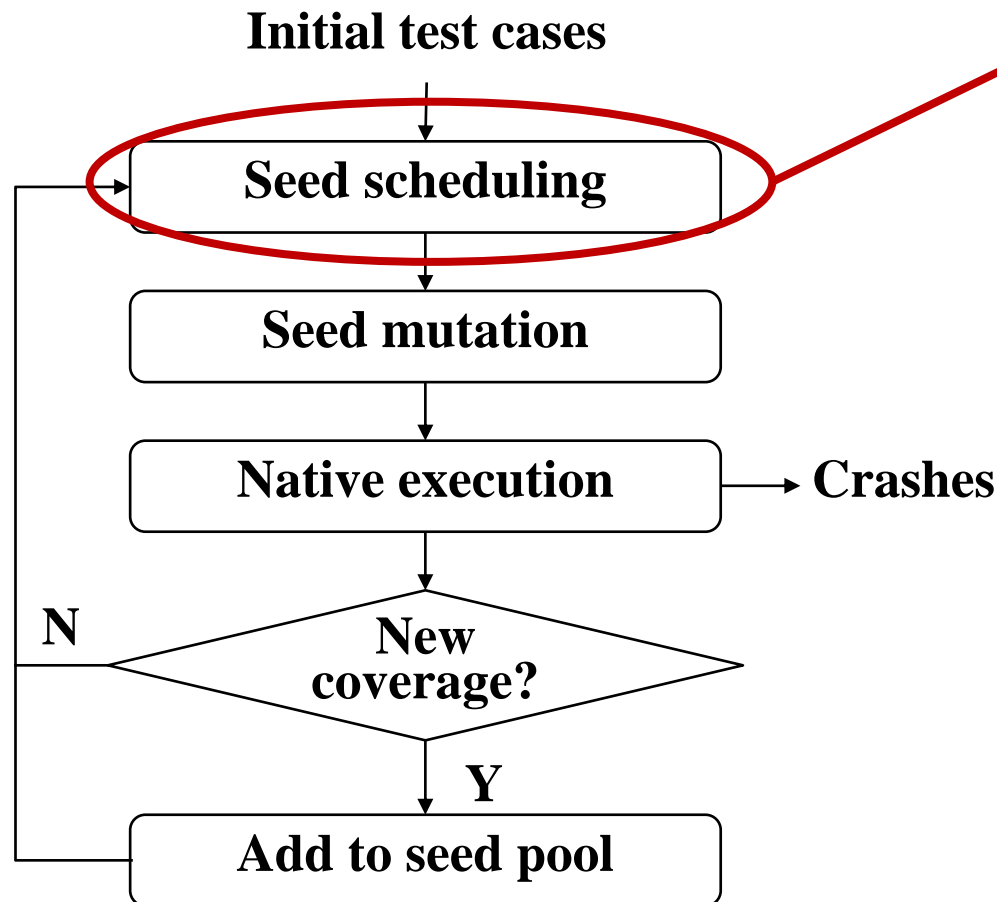 Initial test cases
Seed scheduling
Seed mutation
Native execution
Crashes
N
New
coverage?
Y
Add to seed pool